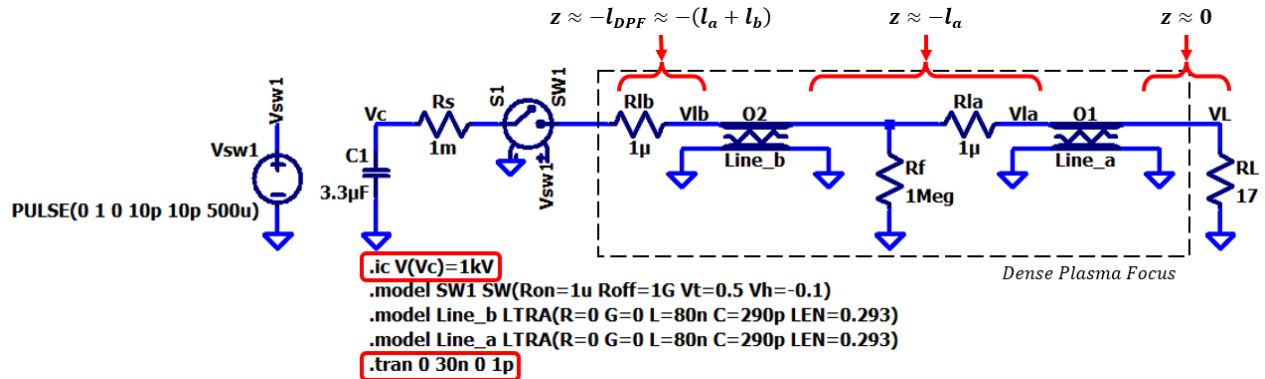 z ≈ −l_DPF ≈ −(l_a + l_b)
z ≈ −l_a
z ≈ 0
Vsw1
Vsw1
PULSE(0 1 0 10p 10p 500u)
Vc
C1
3.3µF
Rs
1m
S1
SW1
Vsw1
Rlb
1µ
Vlb
O2
Line_b
Rf
1Meg
Rla
1µ
Vla
O1
Line_a
VL
RL
17
Dense Plasma Focus
.ic V(Vc)=1kV
.model SW1 SW(Ron=1u Roff=1G Vt=0.5 Vh=-0.1)
.model Line_b LTRA(R=0 G=0 L=80n C=290p LEN=0.293)
.model Line_a LTRA(R=0 G=0 L=80n C=290p LEN=0.293)
.tran 0 30n 0 1p